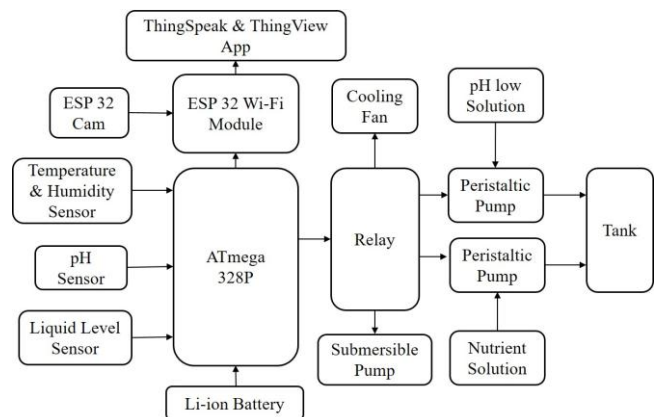 ThingSpeak & ThingView
App
ESP 32
Cam
ESP 32 Wi-Fi
Module
Cooling
Fan
pH low
Solution
Temperature
& Humidity
Sensor
pH
Sensor
Liquid Level
Sensor
ATmega
328P
Relay
Peristaltic
Pump
Peristaltic
Pump
Tank
Li-ion Battery
Submersible
Pump
Nutrient
Solution